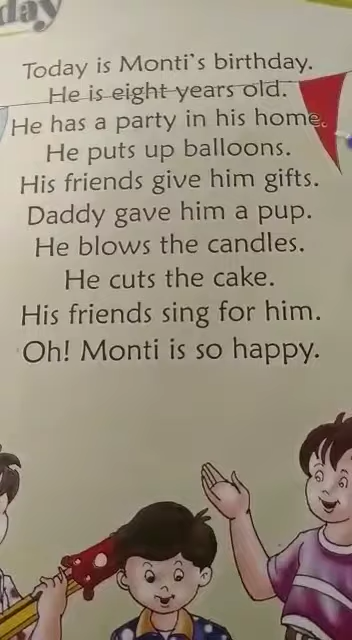 day
Today is Monti's birthday.
He is eight years old.
He has a party in his home.
He puts up balloons.
His friends give him gifts.
Daddy gave him a pup.
He blows the candles.
He cuts the cake.
His friends sing for him.
Oh! Monti is so happy.